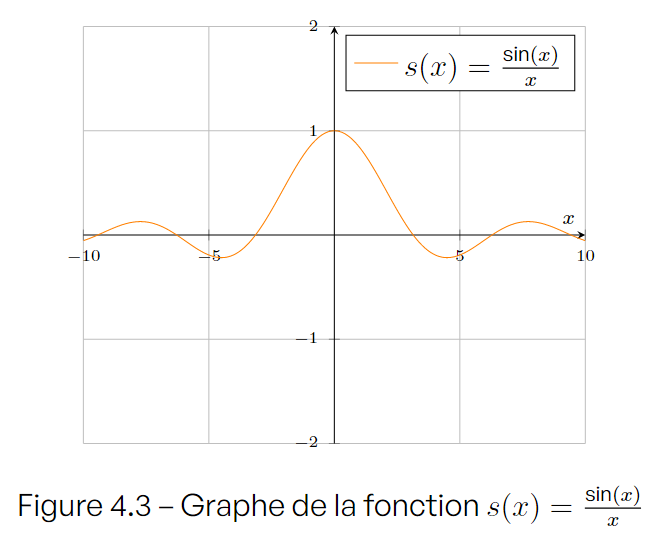 2
s(x) = sin(x)/x
1
x
−10
−5
5
10
−1
−2
Figure 4.3 – Graphe de la fonction s(x) = sin(x)/x